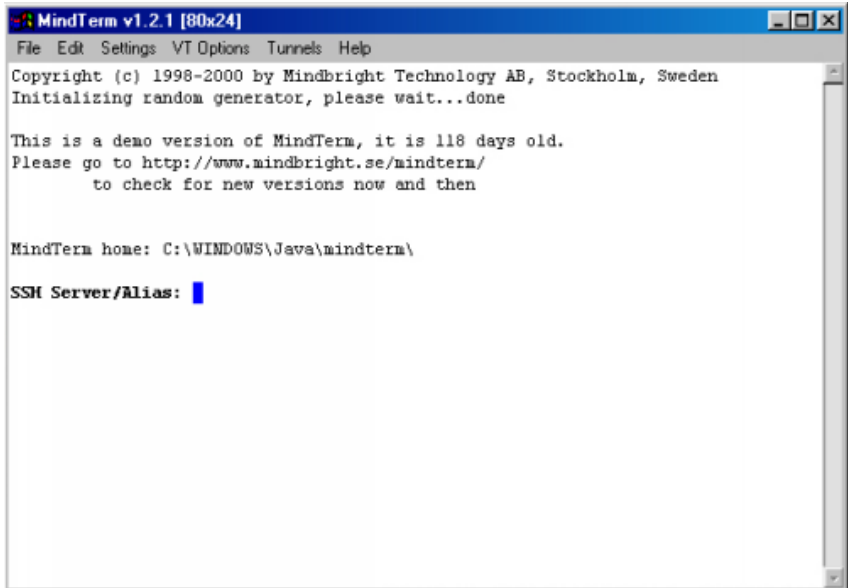 MindTerm v1.2.1 [80x24]
File Edit Settings VT Options Tunnels Help
Copyright (c) 1998-2000 by Mindbright Technology AB, Stockholm, Sweden
Initializing random generator, please wait...done
This is a demo version of MindTerm, it is 118 days old.
Please go to http://www.mindbright.se/mindterm/
to check for new versions now and then
MindTerm home: C:\WINDOWS\Java\mindterm\
SSH Server/Alias: